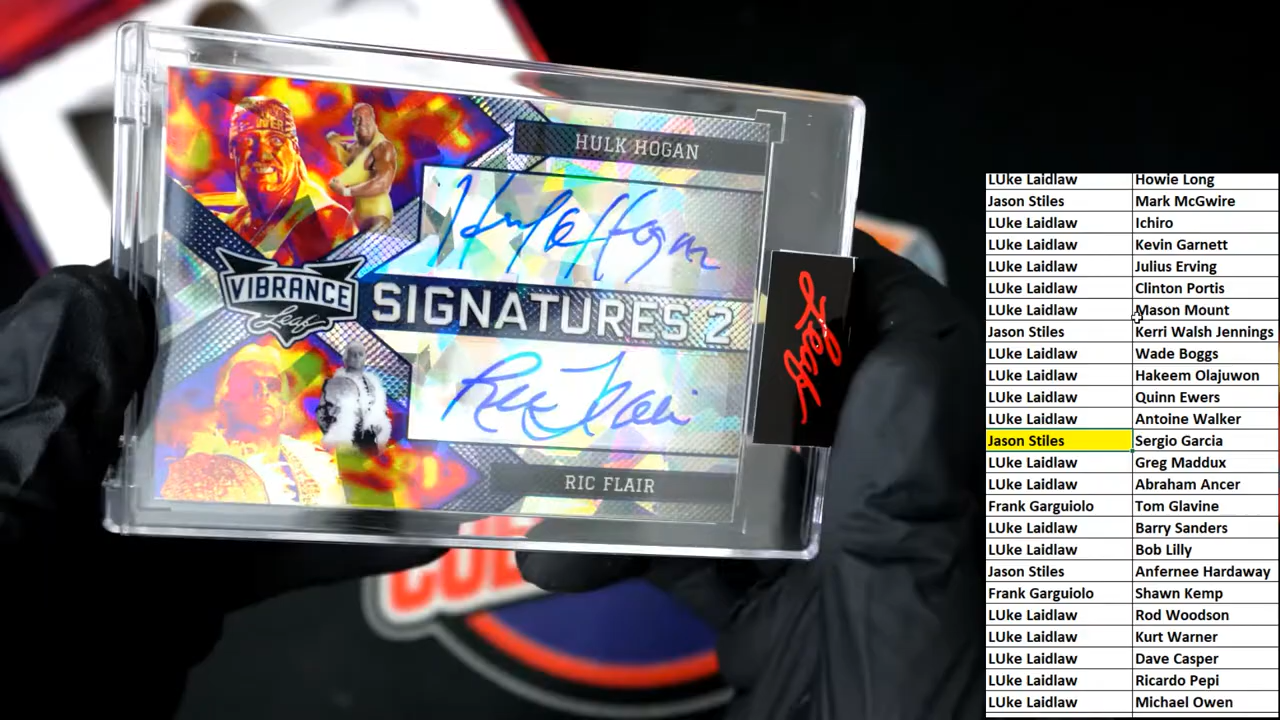 HULK HOGAN
Hulk Hogan
VIBRANCE
Leaf
SIGNATURES 2
Ric Flair
RIC FLAIR
Leaf
LUke Laidlaw Howie Long
Jason Stiles Mark McGwire
LUke Laidlaw Ichiro
LUke Laidlaw Kevin Garnett
LUke Laidlaw Julius Erving
LUke Laidlaw Clinton Portis
LUke Laidlaw Mason Mount
Jason Stiles Kerri Walsh Jennings
LUke Laidlaw Wade Boggs
LUke Laidlaw Hakeem Olajuwon
LUke Laidlaw Quinn Ewers
LUke Laidlaw Antoine Walker
Jason Stiles Sergio Garcia
LUke Laidlaw Greg Maddux
LUke Laidlaw Abraham Ancer
Frank Garguiolo Tom Glavine
LUke Laidlaw Barry Sanders
LUke Laidlaw Bob Lilly
Jason Stiles Anfernee Hardaway
Frank Garguiolo Shawn Kemp
LUke Laidlaw Rod Woodson
LUke Laidlaw Kurt Warner
LUke Laidlaw Dave Casper
LUke Laidlaw Ricardo Pepi
LUke Laidlaw Michael Owen